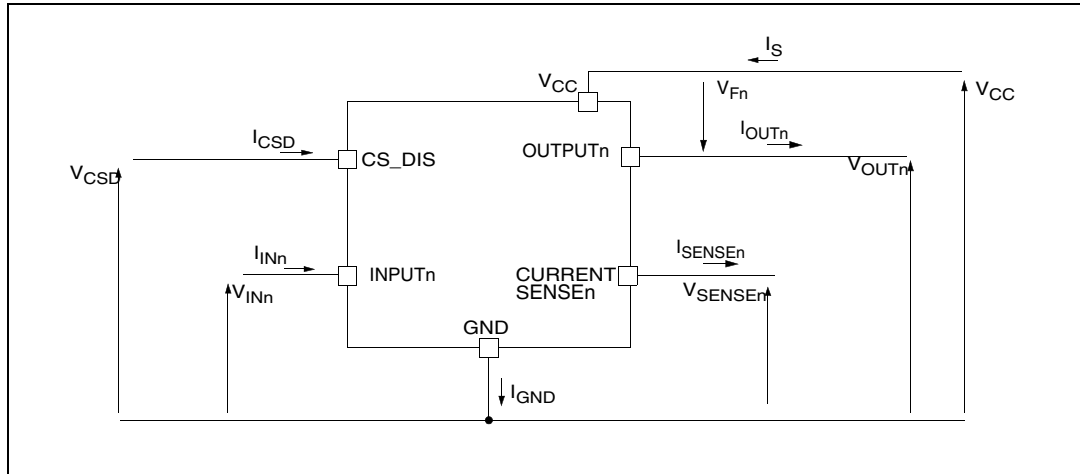 I_S
V_CC
V_Fn
V_CC
I_CSD
CS_DIS
OUTPUTn
I_OUTn
V_CSD
V_OUTn
I_INn
INPUTn
CURRENT
SENSEn
I_SENSEn
V_INn
V_SENSEn
GND
I_GND